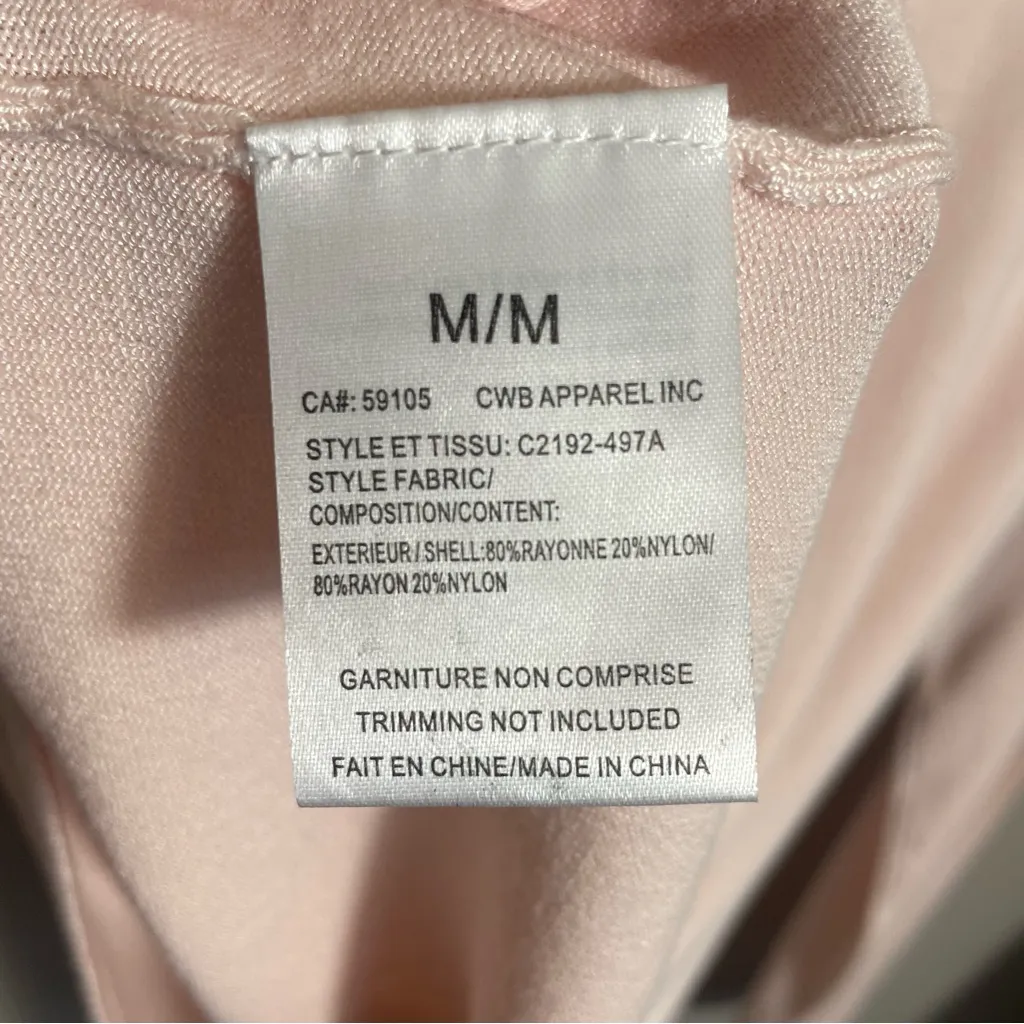 M/M
CA#: 59105 CWB APPAREL INC
STYLE ET TISSU: C2192-497A
STYLE FABRIC/
COMPOSITION/CONTENT:
EXTERIEUR / SHELL:80%RAYONNE 20%NYLON/
80%RAYON 20%NYLON
GARNITURE NON COMPRISE
TRIMMING NOT INCLUDED
FAIT EN CHINE/MADE IN CHINA